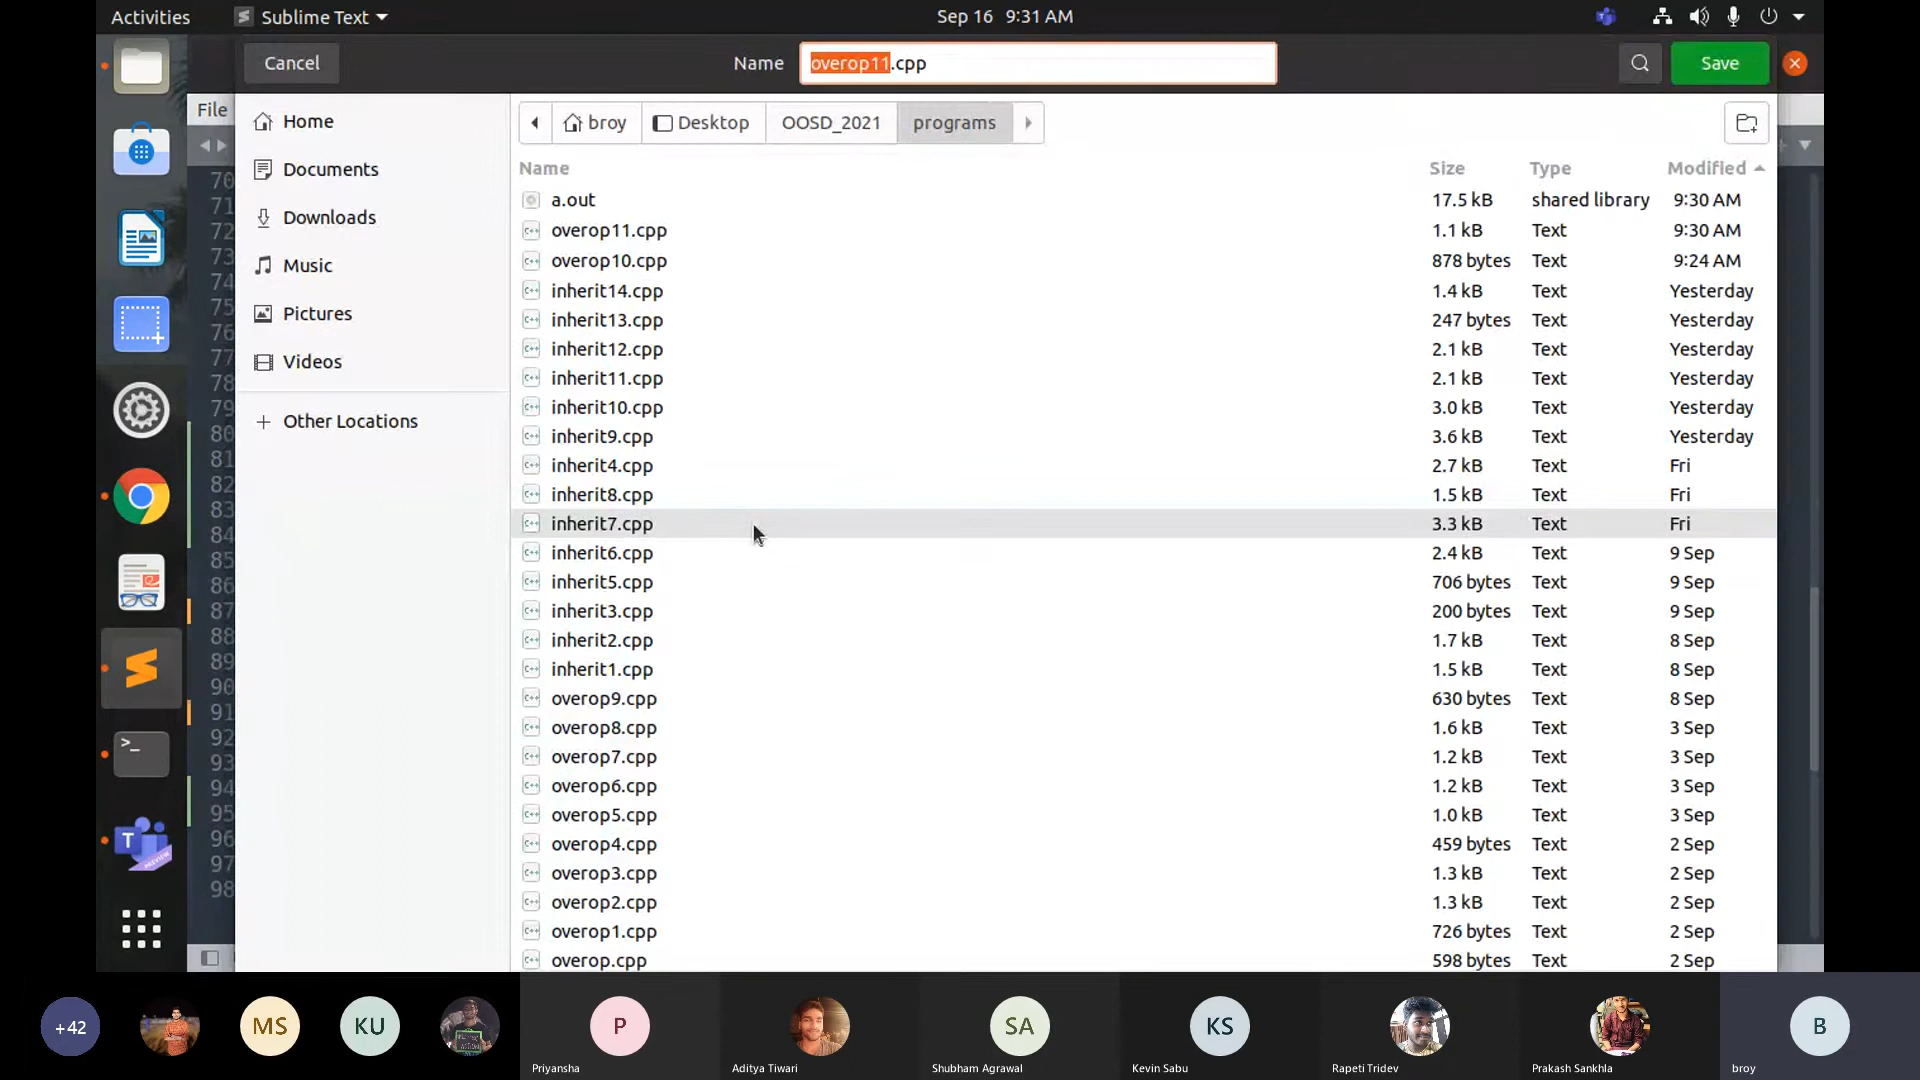 Activities Sublime Text Sep 16 9:31 AM
Cancel Name overop11.cpp Save
File
Home
Documents
Downloads
Music
Pictures
Videos
Other Locations
broy Desktop OOSD_2021 programs
Name Size Type Modified
a.out 17.5 kB shared library 9:30 AM
overop11.cpp 1.1 kB Text 9:30 AM
overop10.cpp 878 bytes Text 9:24 AM
inherit14.cpp 1.4 kB Text Yesterday
inherit13.cpp 247 bytes Text Yesterday
inherit12.cpp 2.1 kB Text Yesterday
inherit11.cpp 2.1 kB Text Yesterday
inherit10.cpp 3.0 kB Text Yesterday
inherit9.cpp 3.6 kB Text Yesterday
inherit4.cpp 2.7 kB Text Fri
inherit8.cpp 1.5 kB Text Fri
inherit7.cpp 3.3 kB Text Fri
inherit6.cpp 2.4 kB Text 9 Sep
inherit5.cpp 706 bytes Text 9 Sep
inherit3.cpp 200 bytes Text 9 Sep
inherit2.cpp 1.7 kB Text 8 Sep
inherit1.cpp 1.5 kB Text 8 Sep
overop9.cpp 630 bytes Text 8 Sep
overop8.cpp 1.6 kB Text 3 Sep
overop7.cpp 1.2 kB Text 3 Sep
overop6.cpp 1.2 kB Text 3 Sep
overop5.cpp 1.0 kB Text 3 Sep
overop4.cpp 459 bytes Text 2 Sep
overop3.cpp 1.3 kB Text 2 Sep
overop2.cpp 1.3 kB Text 2 Sep
overop1.cpp 726 bytes Text 2 Sep
overop.cpp 598 bytes Text 2 Sep
70
71
72
73
74
75
76
77
78
79
80
81
82
83
84
85
86
87
88
89
90
91
92
93
94
95
96
97
98
+42 MS KU P SA KS B
Priyansha Aditya Tiwari Shubham Agrawal Kevin Sabu Rapeti Tridev Prakash Sankhla broy